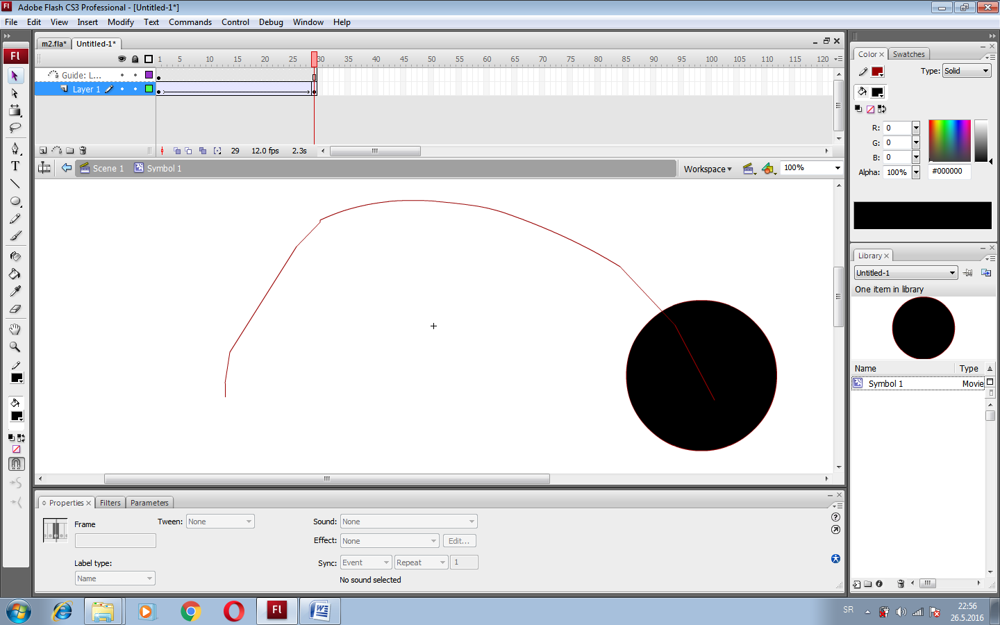 Fl Adobe Flash CS3 Professional - [Untitled-1*]
File Edit View Insert Modify Text Commands Control Debug Window Help
m2.fla* Untitled-1*
Fl
1 5 10 15 20 25 30 35 40 45 50 55 60 65 70 75 80 85 90 95 100 105 110 115 120
Guide: L...
Layer 1
29 12.0 fps 2.3s
Scene 1 Symbol 1 Workspace 100%
Color Swatches
Type: Solid
R: 0
G: 0
B: 0
Alpha: 100% #000000
Library
Untitled-1
One item in library
Name Type
Symbol 1 Movie
Properties Filters Parameters
Frame Tween: None Sound: None
Effect: None Edit...
Label type: Sync: Event Repeat 1
Name No sound selected
Fl SR 22:56
26.5.2016